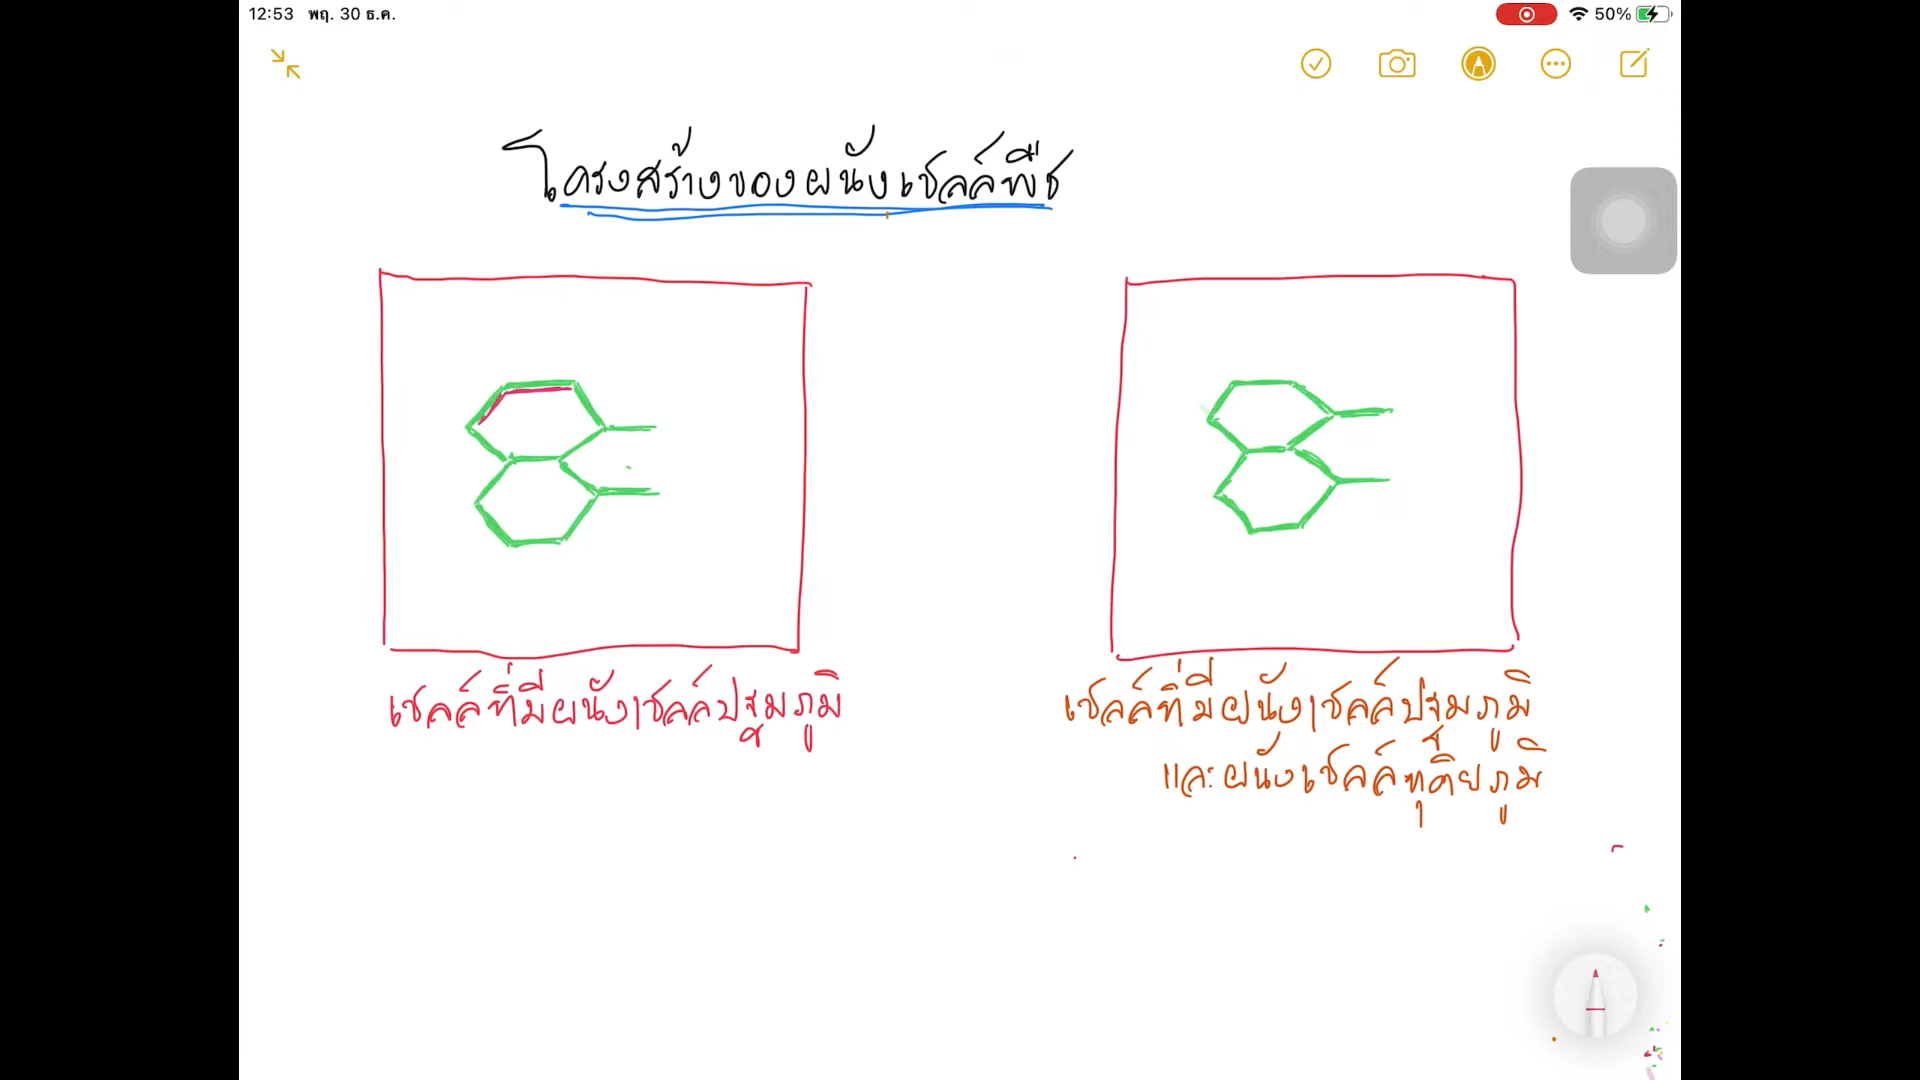 12:53 พฤ. 30 ธ.ค.
50%
โครงสร้างของผนังเซลล์พืช
เซลล์ที่มีผนังเซลล์ปฐมภูมิ
เซลล์ที่มีผนังเซลล์ปฐมภูมิ
และผนังเซลล์ทุติยภูมิ